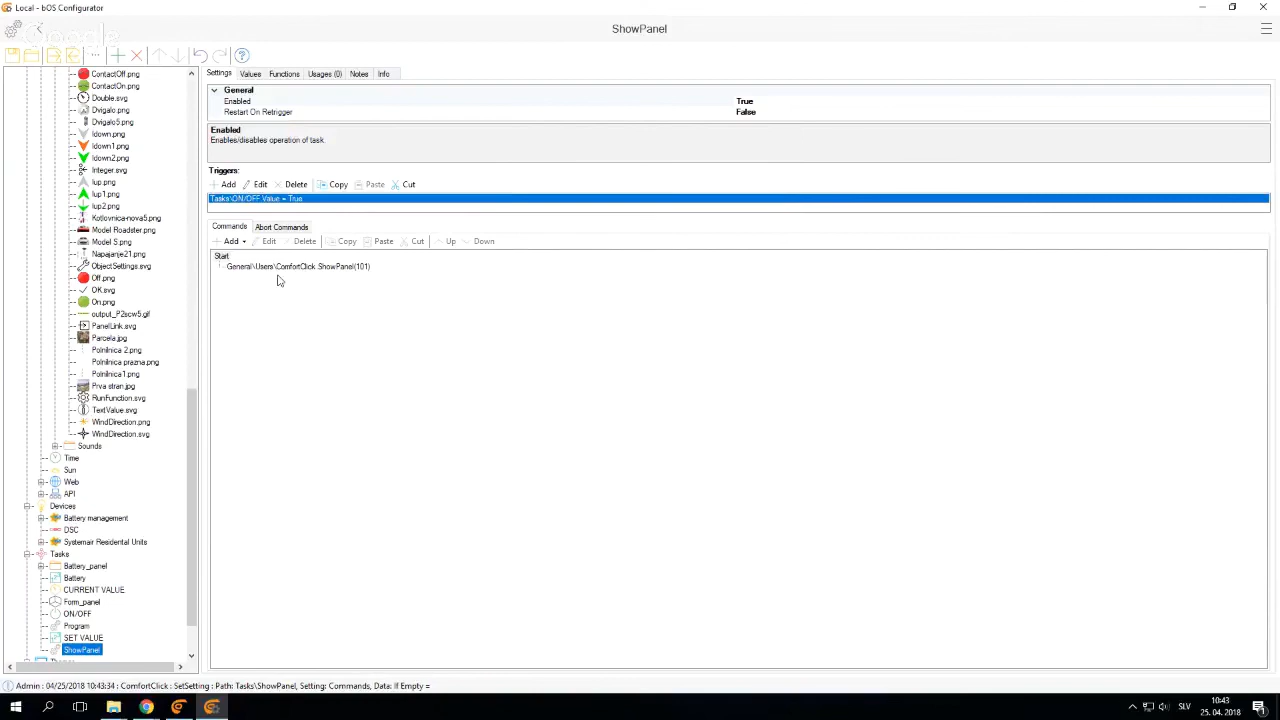 Local - bOS Configurator
ShowPanel
Settings Values Functions Usages (0) Notes Info
General
Enabled True
Restart On Retrigger False
Enabled
Enables/disables operation of task.
Triggers:
Add Edit Delete Copy Paste Cut
Tasks\ON/OFF.Value = True
Commands Abort Commands
Add Edit Delete Copy Paste Cut Up Down
Start
General\Users\ComfortClick.ShowPanel(101)
ContactOff.png
ContactOn.png
Double.svg
Dvigalo.png
Dvigalo5.png
Idown.png
Idown1.png
Idown2.png
Integer.svg
Iup.png
Iup1.png
Iup2.png
Kotlovnica-nova5.png
Model Roadster.png
Model S.png
Napajanje21.png
ObjectSettings.svg
Off.png
OK.svg
On.png
output_P2scw5.gif
PanelLink.svg
Parcela.jpg
Polnilnica 2.png
Polnilnica prazna.png
Polnilnica1.png
Prva stran.jpg
RunFunction.svg
TextValue.svg
WindDirection.png
WindDirection.svg
Sounds
Time
Sun
Web
API
Devices
Battery management
DSC
Systemair Residental Units
Tasks
Battery_panel
Battery
CURRENT VALUE
Form_panel
ON/OFF
Program
SET VALUE
ShowPanel
Admin : 04/25/2018 10:43:34 : ComfortClick : SetSetting : Path: Tasks\ShowPanel, Setting: Commands, Data: If Empty =
SLV
10:43
25. 04. 2018